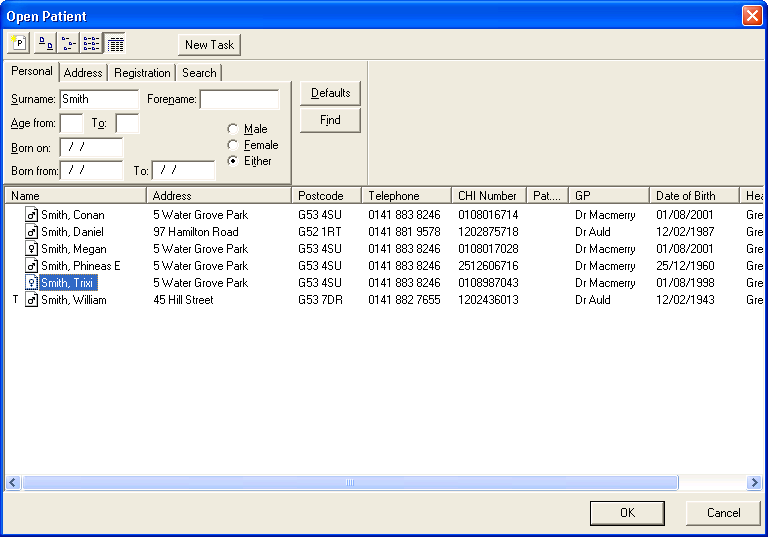 Open Patient
New Task
Personal Address Registration Search
Surname: Smith Forename:
Age from: To:
Born on: / /
Born from: / / To: / /
Male
Female
Either
Defaults
Find
Name Address Postcode Telephone CHI Number Pat.... GP Date of Birth Hea
Smith, Conan 5 Water Grove Park G53 4SU 0141 883 8246 0108016714 Dr Macmerry 01/08/2001 Gre
Smith, Daniel 97 Hamilton Road G52 1RT 0141 881 9578 1202875718 Dr Auld 12/02/1987 Gre
Smith, Megan 5 Water Grove Park G53 4SU 0141 883 8246 0108017028 Dr Macmerry 01/08/2001 Gre
Smith, Phineas E 5 Water Grove Park G53 4SU 0141 883 8246 2512606716 Dr Macmerry 25/12/1960 Gre
Smith, Trixi 5 Water Grove Park G53 4SU 0141 883 8246 0108987043 Dr Macmerry 01/08/1998 Gre
T Smith, William 45 Hill Street G53 7DR 0141 882 7655 1202436013 Dr Auld 12/02/1943 Gre
OK Cancel